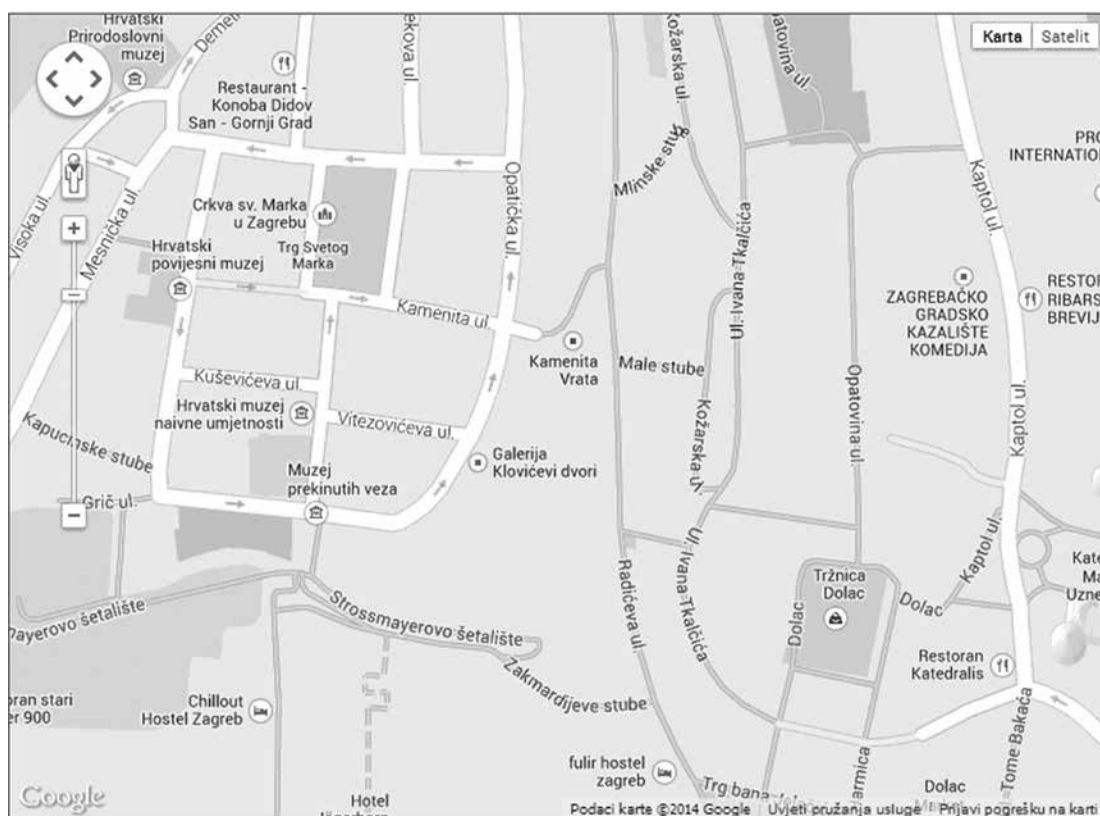 Hrvatski
Prirodoslovni
muzej
Karta
Satelit
Restaurant -
Konoba Didov
San - Gornji Grad
Kožarska ul.
Mlinske stube
Opatička ul.
Kaptol ul.
Visoka ul.
Mesnička ul.
Crkva sv. Marka
u Zagrebu
Trg Svetog
Marka
Hrvatski
povijesni muzej
Ul. Ivana Tkalčića
ZAGREBAČKO
GRADSKO
KAZALIŠTE
KOMEDIJA
Kamenita ul.
Kamenita
Vrata
Male stube
Opatovina ul.
Kuševićeva ul.
Hrvatski muzej
naivne umjetnosti
Vitezovićeva ul.
Kožarska ul.
Kaptol ul.
Kapucinske stube
Muzej
prekinutih veza
Galerija
Klovićevi dvori
Grič ul.
Kaptol ul.
Ul. Ivana Tkalčića
Radićeva ul.
Tržnica
Dolac
Dolac
Dolac
Strossmayerovo šetalište
Restoran
Katedralis
Zakmardijeve stube
Chillout
Hostel Zagreb
fulir hostel
zagreb
Tome Bakača
Trg bana
Dolac
Hotel
Google
Podaci karte ©2014 Google
Uvjeti pružanja usluge
Prijavi pogrešku na karti